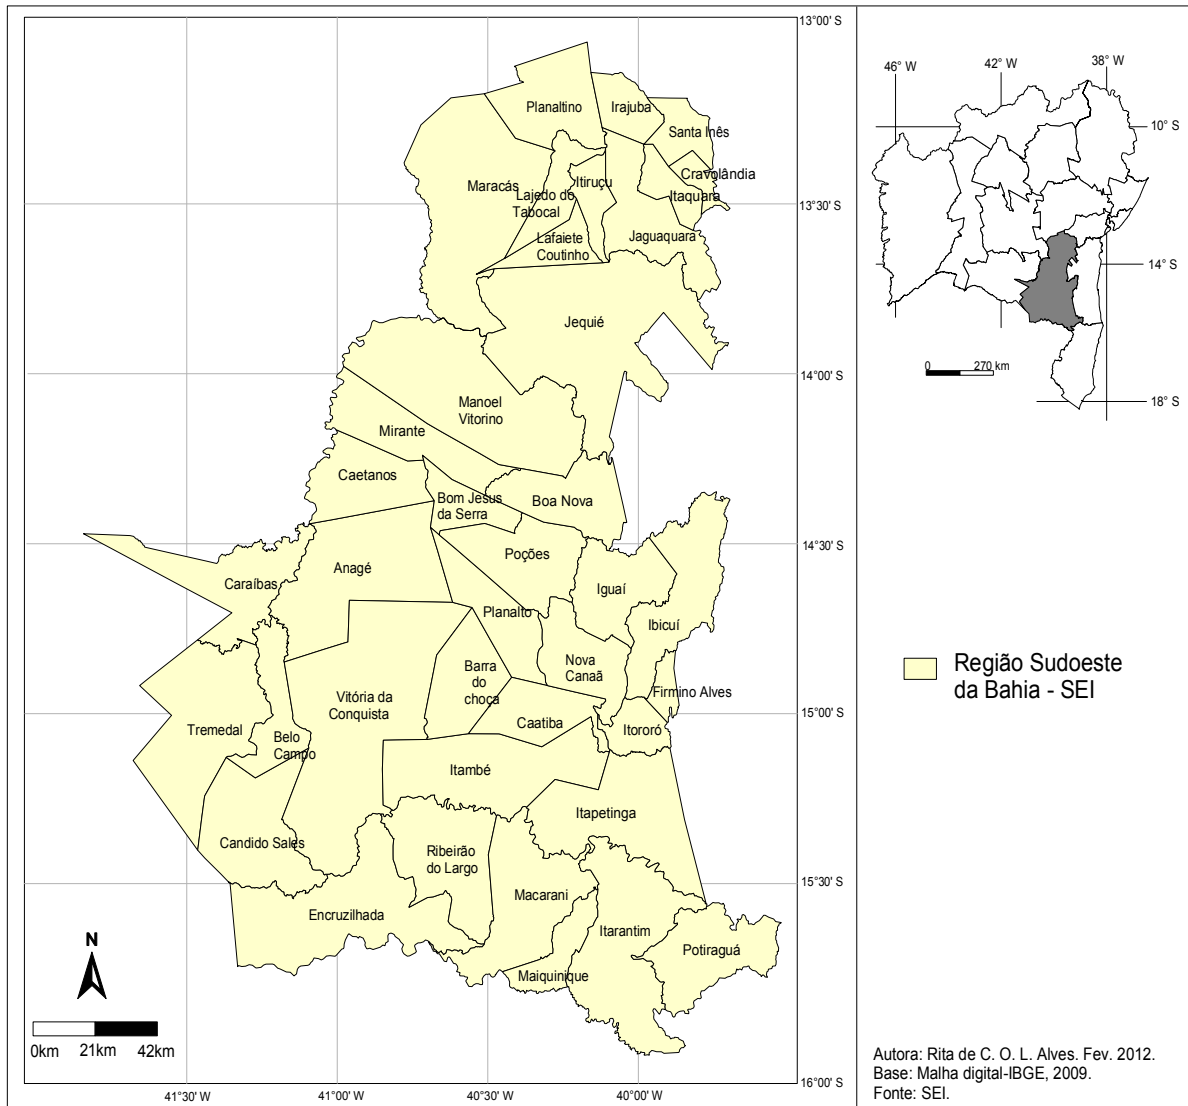 13°00' S
Planaltino
Irajuba
Santa Inês
Cravolândia
Maracás
Itiruçu
Lajedo do
Tabocal
Itaquara
13°30' S
Lafaiete
Coutinho
Jaguaquara
Jequié
14°00' S
Manoel
Vitorino
Mirante
Caetanos
Bom Jesus
da Serra
Boa Nova
14°30' S
Caraíbas
Anagé
Poções
Iguaí
Planalto
Ibicuí
Barra
do
choça
Nova
Canaã
Firmino Alves
Vitória da
Conquista
15°00' S
Tremedal
Belo
Campo
Caatiba
Itororó
Itambé
Itapetinga
Candido Sales
Ribeirão
do Largo
15°30' S
Macarani
Encruzilhada
Itarantim
Potiraguá
Maiquinique
N
0km 21km 42km
16°00' S
41°30' W 41°00' W 40°30' W 40°00' W
46° W 42° W 38° W
10° S
14° S
0 270 km
18° S
Região Sudoeste
da Bahia - SEI
Autora: Rita de C. O. L. Alves. Fev. 2012.
Base: Malha digital-IBGE, 2009.
Fonte: SEI.